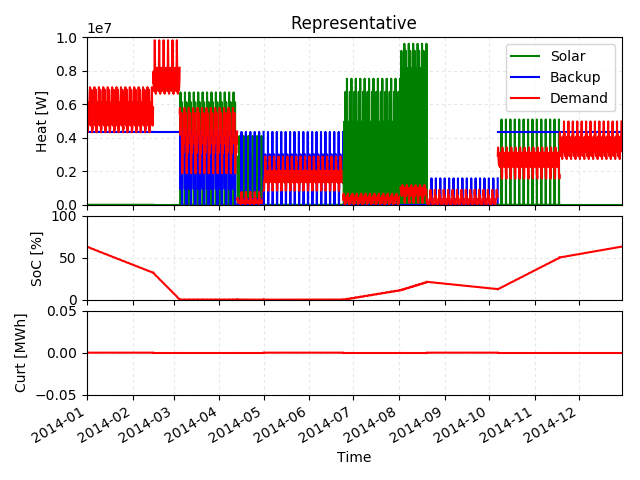 Representative
1e7
1.0
0.8
0.6
0.4
0.2
0.0
Heat [W]
Solar
Backup
Demand
100
50
0
SoC [%]
0.05
0.00
−0.05
Curt [MWh]
2014-01
2014-02
2014-03
2014-04
2014-05
2014-06
2014-07
2014-08
2014-09
2014-10
2014-11
2014-12
Time